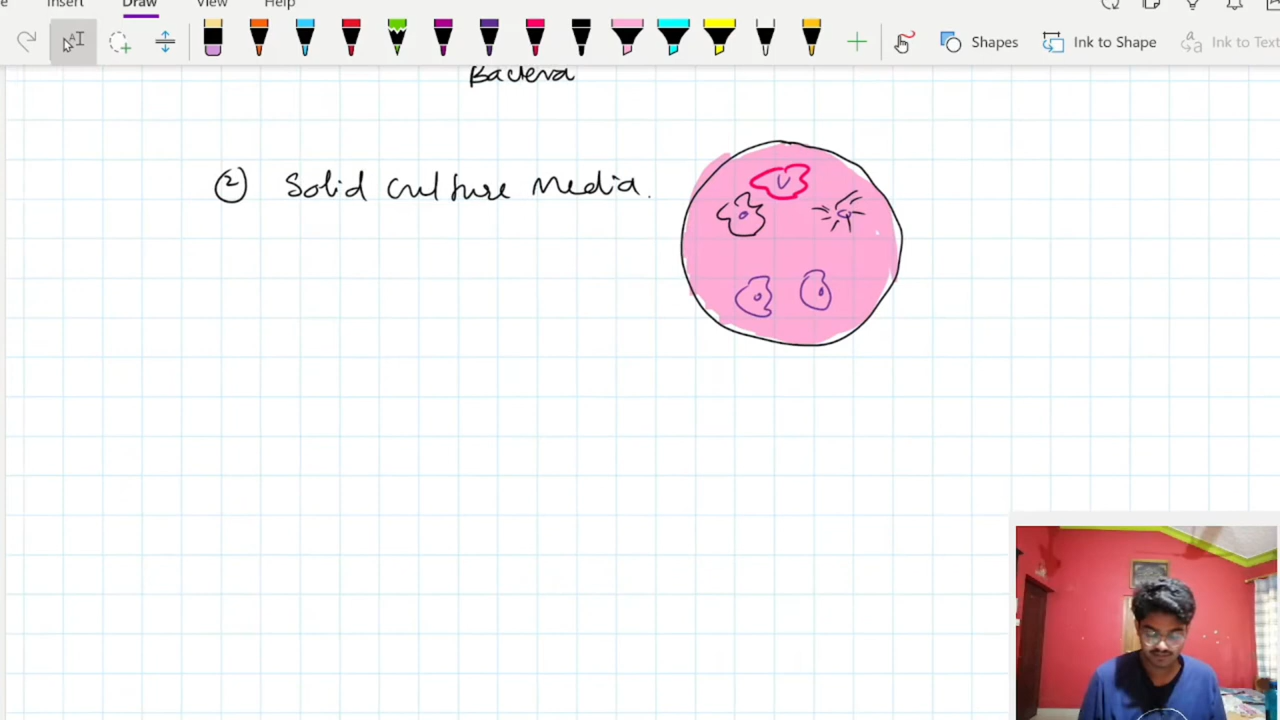 Insert Draw View Help
Shapes Ink to Shape Ink to Text
Bacteria
② Solid Culture Media.